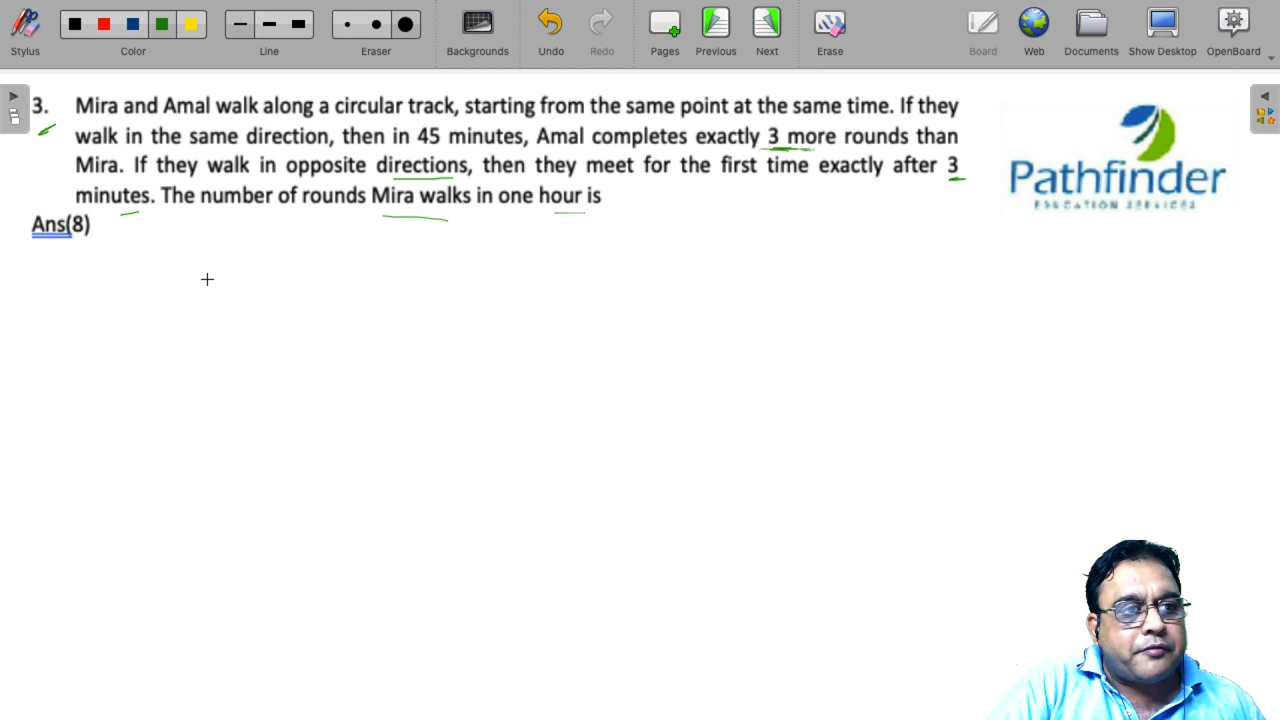 Stylus Color Line Eraser Backgrounds Undo Redo Pages Previous Next Erase Board Web Documents Show Desktop OpenBoard
3. Mira and Amal walk along a circular track, starting from the same point at the same time. If they
walk in the same direction, then in 45 minutes, Amal completes exactly 3 more rounds than
Mira. If they walk in opposite directions, then they meet for the first time exactly after 3
minutes. The number of rounds Mira walks in one hour is
Ans(8)
Pathfinder
EDUCATION SERVICES